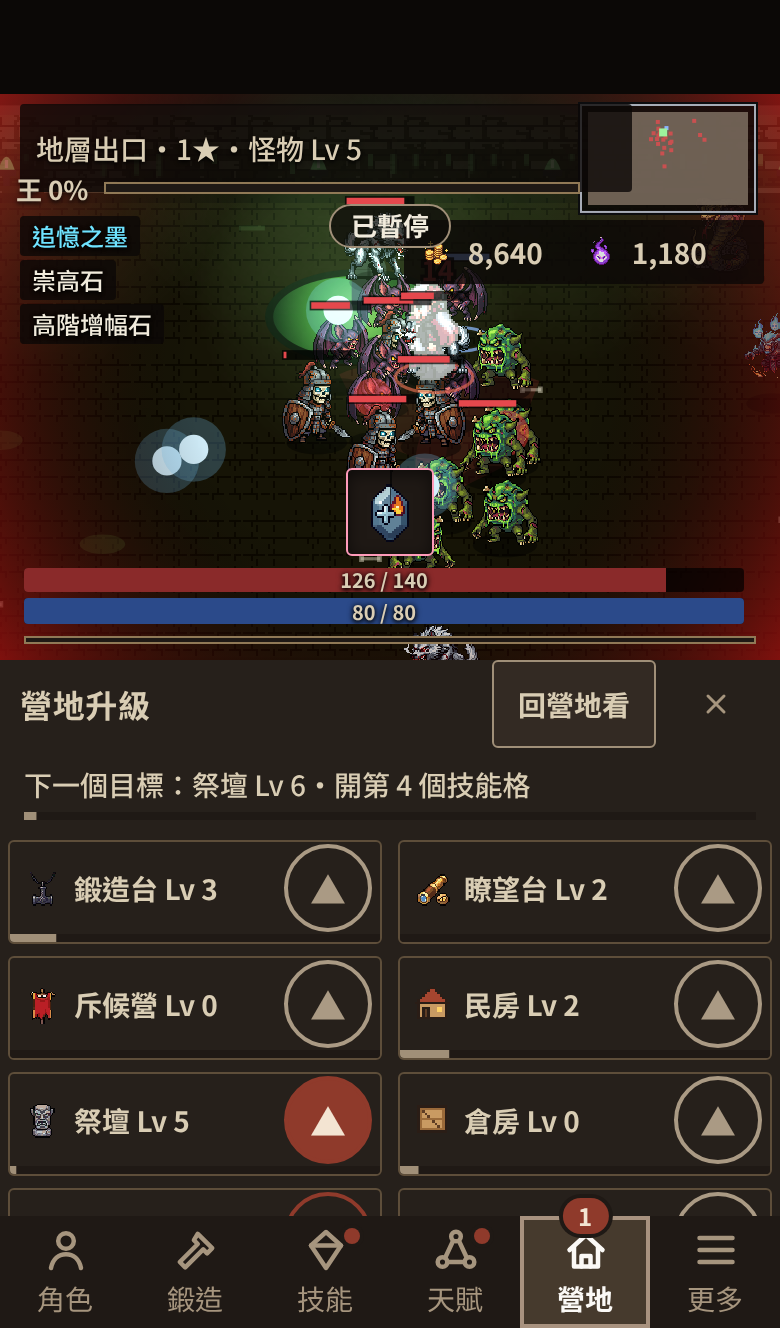 地層出口・1★・怪物 Lv 5
王 0%
已暫停
追憶之墨
8,640
1,180
崇高石
高階增幅石
14
126 / 140
80 / 80
營地升級
回營地看
×
下一個目標：祭壇 Lv 6・開第 4 個技能格
鍛造台 Lv 3
瞭望台 Lv 2
斥候營 Lv 0
民房 Lv 2
祭壇 Lv 5
倉房 Lv 0
1
角色
鍛造
技能
天賦
營地
更多